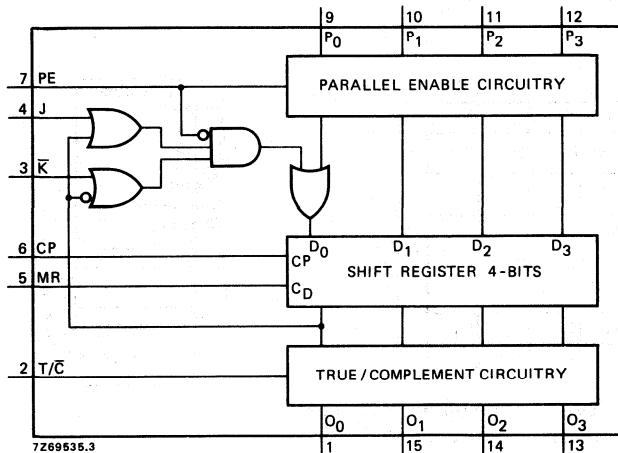 9 10 11 12
P0 P1 P2 P3
7 PE
PARALLEL ENABLE CIRCUITRY
4 J
3 K̅
D0 D1 D2 D3
6 CP
CP
SHIFT REGISTER 4-BITS
5 MR
CD
2 T/C̅
TRUE/COMPLEMENT CIRCUITRY
O0 O1 O2 O3
7Z69535.3
1 15 14 13